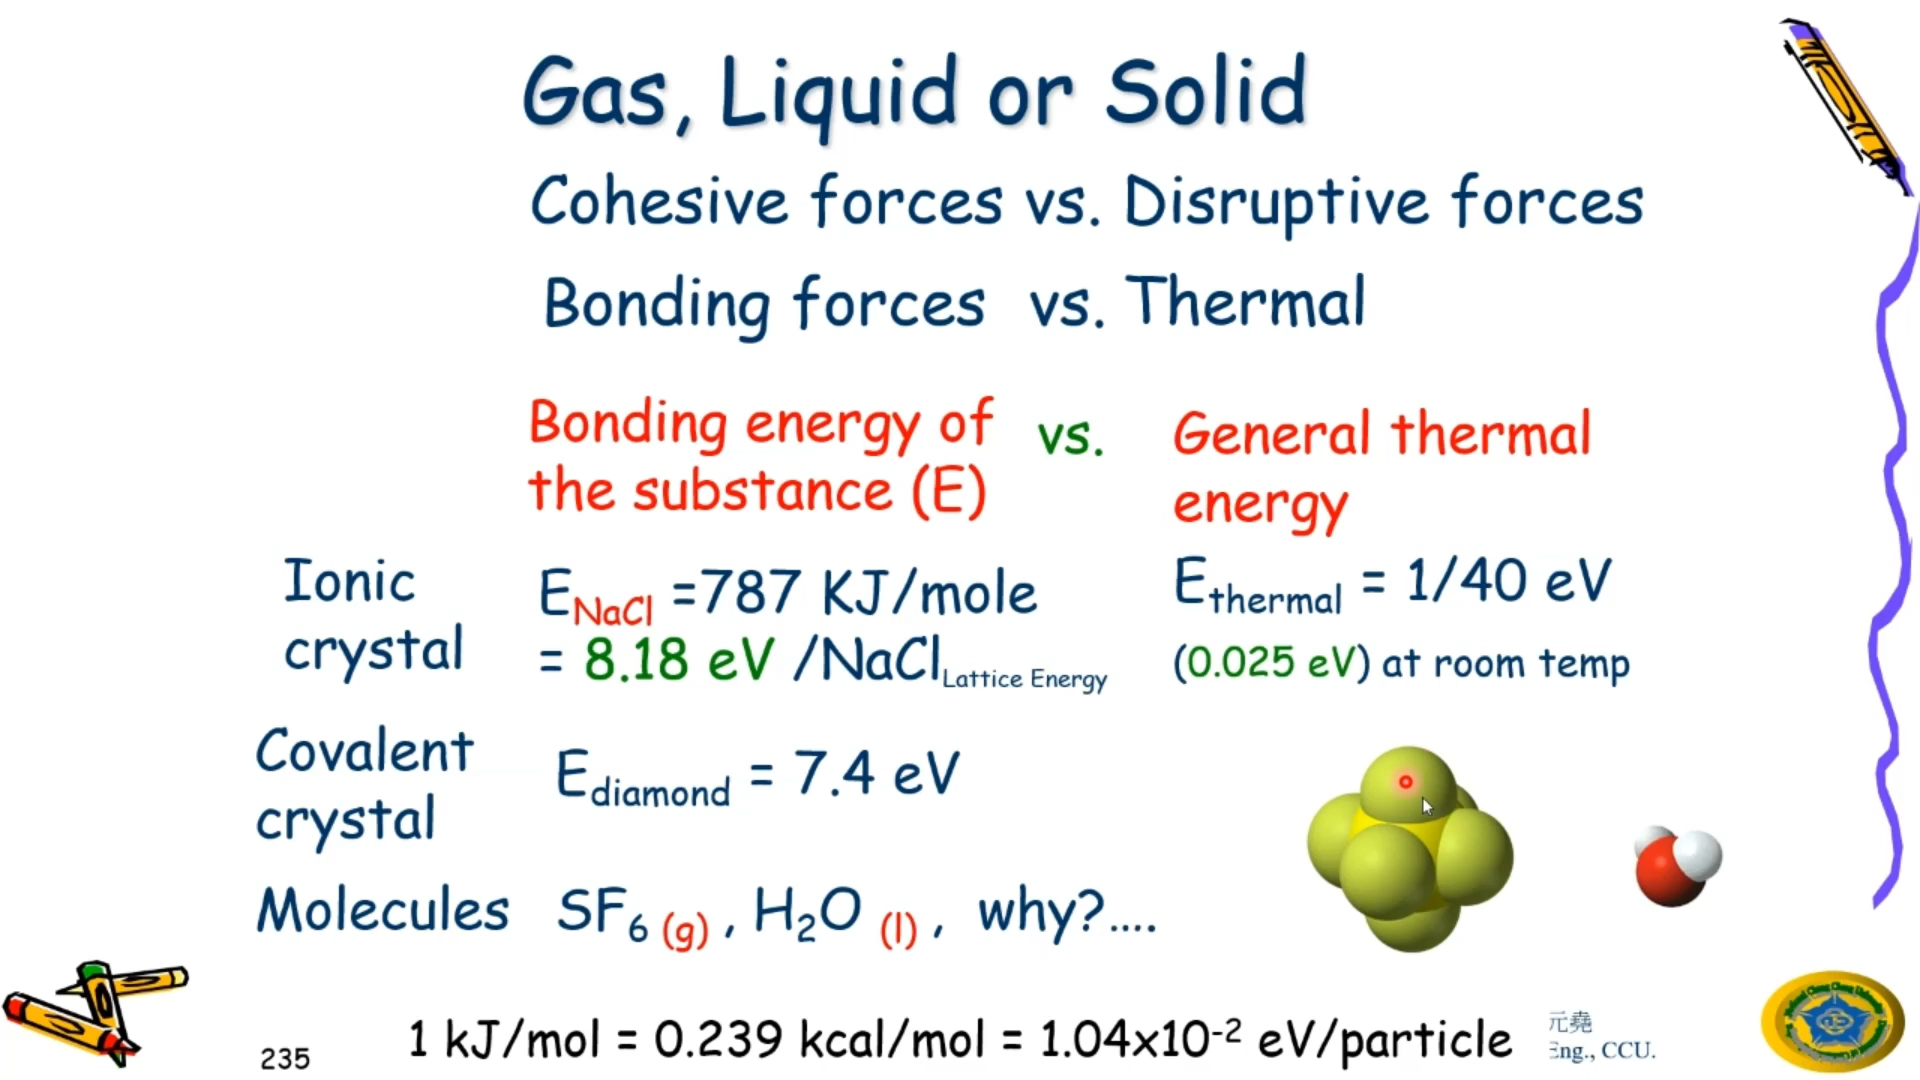 Gas, Liquid or Solid
Cohesive forces vs. Disruptive forces
Bonding forces vs. Thermal
Bonding energy of the substance (E) vs. General thermal energy
Ionic crystal
E_NaCl =787 KJ/mole
= 8.18 eV /NaCl_Lattice Energy
E_thermal = 1/40 eV
(0.025 eV) at room temp
Covalent crystal
E_diamond = 7.4 eV
Molecules SF₆ (g) , H₂O (l) , why?....
1 kJ/mol = 0.239 kcal/mol = 1.04x10⁻² eV/particle
元堯
Eng., CCU.
235